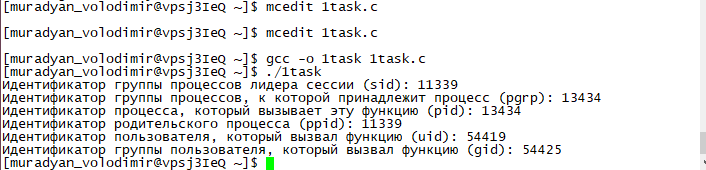 [muradyan_volodimir@vpsj3IeQ ~]$ mcedit 1task.c
[muradyan_volodimir@vpsj3IeQ ~]$ mcedit 1task.c
[muradyan_volodimir@vpsj3IeQ ~]$ gcc -o 1task 1task.c
[muradyan_volodimir@vpsj3IeQ ~]$ ./1task
Идентификатор группы процессов лидера сессии (sid): 11339
Идентификатор группы процессов, к которой принадлежит процесс (pgrp): 13434
Идентификатор процесса, который вызывает эту функцию (pid): 13434
Идентификатор родительского процесса (ppid): 11339
Идентификатор пользователя, который вызвал функцию (uid): 54419
Идентификатор группы пользователя, который вызвал функцию (gid): 54425
[muradyan_volodimir@vpsj3IeQ ~]$